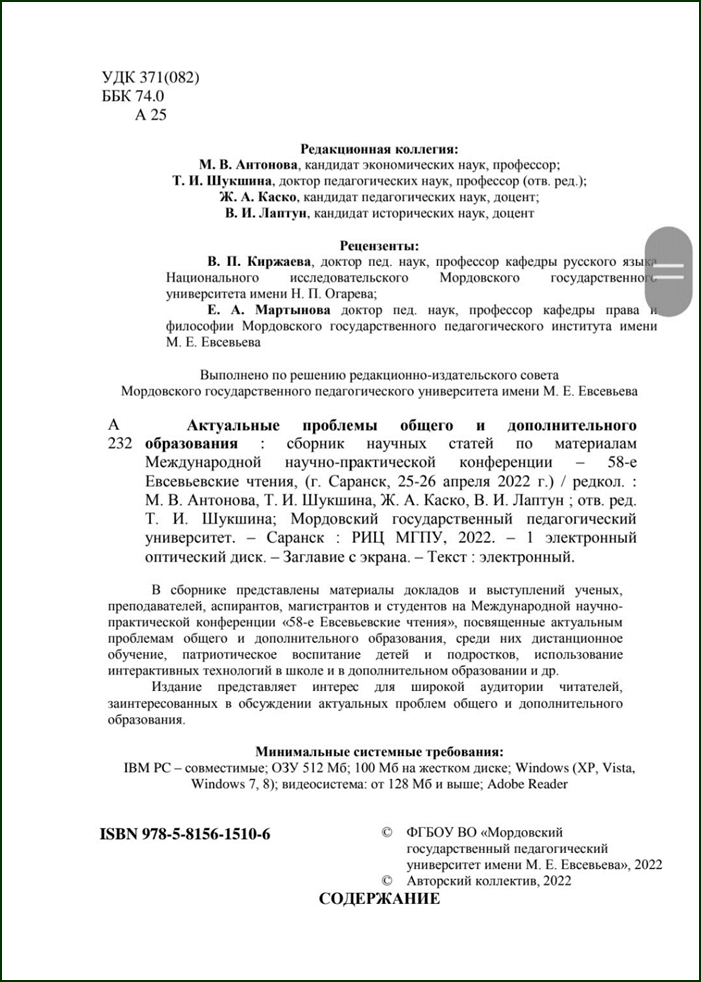 УДК 371(082)
ББК 74.0
А 25
Редакционная коллегия:
М. В. Антонова, кандидат экономических наук, профессор;
Т. И. Шукшина, доктор педагогических наук, профессор (отв. ред.);
Ж. А. Каско, кандидат педагогических наук, доцент;
В. И. Лаптун, кандидат исторических наук, доцент
Рецензенты:
В. П. Киржаева, доктор пед. наук, профессор кафедры русского языка
Национального исследовательского Мордовского государственного
университета имени Н. П. Огарева;
Е. А. Мартынова доктор пед. наук, профессор кафедры права и
философии Мордовского государственного педагогического института имени
М. Е. Евсевьева
Выполнено по решению редакционно-издательского совета
Мордовского государственного педагогического университета имени М. Е. Евсевьева
А Актуальные проблемы общего и дополнительного
232 образования : сборник научных статей по материалам
Международной научно-практической конференции – 58-е
Евсевьевские чтения, (г. Саранск, 25-26 апреля 2022 г.) / редкол. :
М. В. Антонова, Т. И. Шукшина, Ж. А. Каско, В. И. Лаптун ; отв. ред.
Т. И. Шукшина; Мордовский государственный педагогический
университет. – Саранск : РИЦ МГПУ, 2022. – 1 электронный
оптический диск. – Заглавие с экрана. – Текст : электронный.
В сборнике представлены материалы докладов и выступлений ученых,
преподавателей, аспирантов, магистрантов и студентов на Международной научно-
практической конференции «58-е Евсевьевские чтения», посвященные актуальным
проблемам общего и дополнительного образования, среди них дистанционное
обучение, патриотическое воспитание детей и подростков, использование
интерактивных технологий в школе и в дополнительном образовании и др.
Издание представляет интерес для широкой аудитории читателей,
заинтересованных в обсуждении актуальных проблем общего и дополнительного
образования.
Минимальные системные требования:
IBM PC – совместимые; ОЗУ 512 Мб; 100 Мб на жестком диске; Windows (XP, Vista,
Windows 7, 8); видеосистема: от 128 Мб и выше; Adobe Reader
ISBN 978-5-8156-1510-6
© ФГБОУ ВО «Мордовский
государственный педагогический
университет имени М. Е. Евсевьева», 2022
© Авторский коллектив, 2022
СОДЕРЖАНИЕ